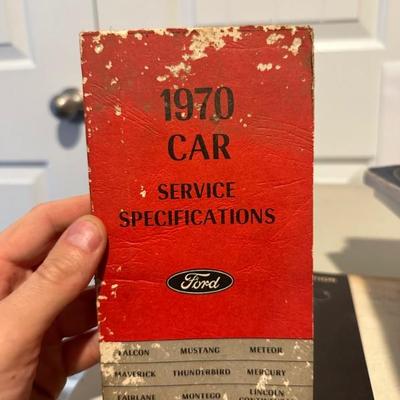 1970
CAR
SERVICE
SPECIFICATIONS
Ford
FALCON MUSTANG METEOR
MAVERICK THUNDERBIRD MERCURY
FAIRLANE MONTEGO LINCOLN